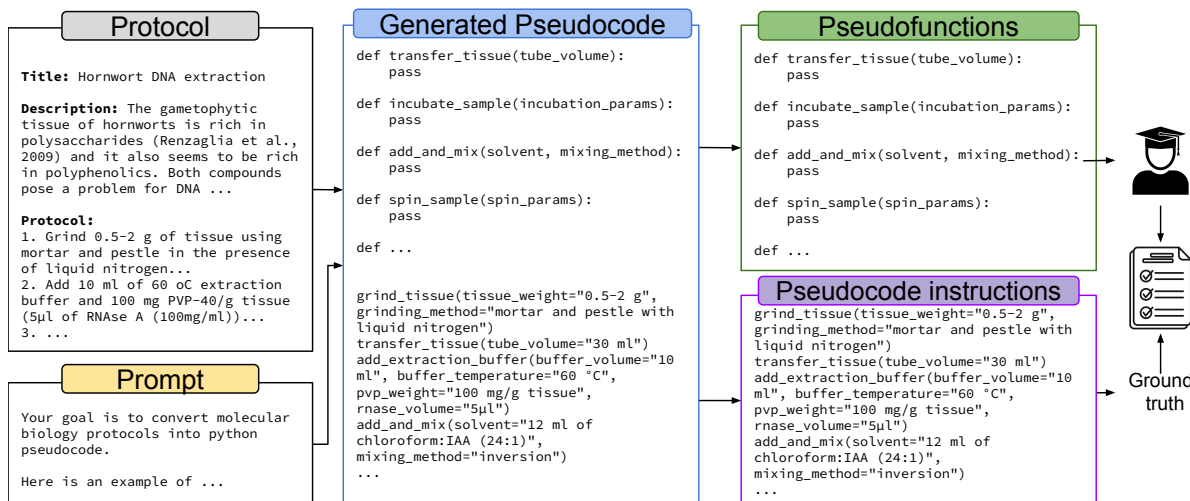 Protocol
Title: Hornwort DNA extraction
Description: The gametophytic
tissue of hornworts is rich in
polysaccharides (Renzaglia et al.,
2009) and it also seems to be rich
in polyphenolics. Both compounds
pose a problem for DNA ...
Protocol:
1. Grind 0.5-2 g of tissue using
mortar and pestle in the presence
of liquid nitrogen...
2. Add 10 ml of 60 oC extraction
buffer and 100 mg PVP-40/g tissue
(5µl of RNAse A (100mg/ml))...
3. ...
Prompt
Your goal is to convert molecular
biology protocols into python
pseudocode.
Here is an example of ...
Generated Pseudocode
def transfer_tissue(tube_volume):
pass
def incubate_sample(incubation_params):
pass
def add_and_mix(solvent, mixing_method):
pass
def spin_sample(spin_params):
pass
def ...
grind_tissue(tissue_weight="0.5-2 g",
grinding_method="mortar and pestle with
liquid nitrogen")
transfer_tissue(tube_volume="30 ml")
add_extraction_buffer(buffer_volume="10
ml", buffer_temperature="60 °C",
pvp_weight="100 mg/g tissue",
rnase_volume="5µl")
add_and_mix(solvent="12 ml of
chloroform:IAA (24:1)",
mixing_method="inversion")
...
Pseudofunctions
def transfer_tissue(tube_volume):
pass
def incubate_sample(incubation_params):
pass
def add_and_mix(solvent, mixing_method):
pass
def spin_sample(spin_params):
pass
def ...
Pseudocode instructions
grind_tissue(tissue_weight="0.5-2 g",
grinding_method="mortar and pestle with
liquid nitrogen")
transfer_tissue(tube_volume="30 ml")
add_extraction_buffer(buffer_volume="10
ml", buffer_temperature="60 °C",
pvp_weight="100 mg/g tissue",
rnase_volume="5µl")
add_and_mix(solvent="12 ml of
chloroform:IAA (24:1)",
mixing_method="inversion")
...
Ground
truth